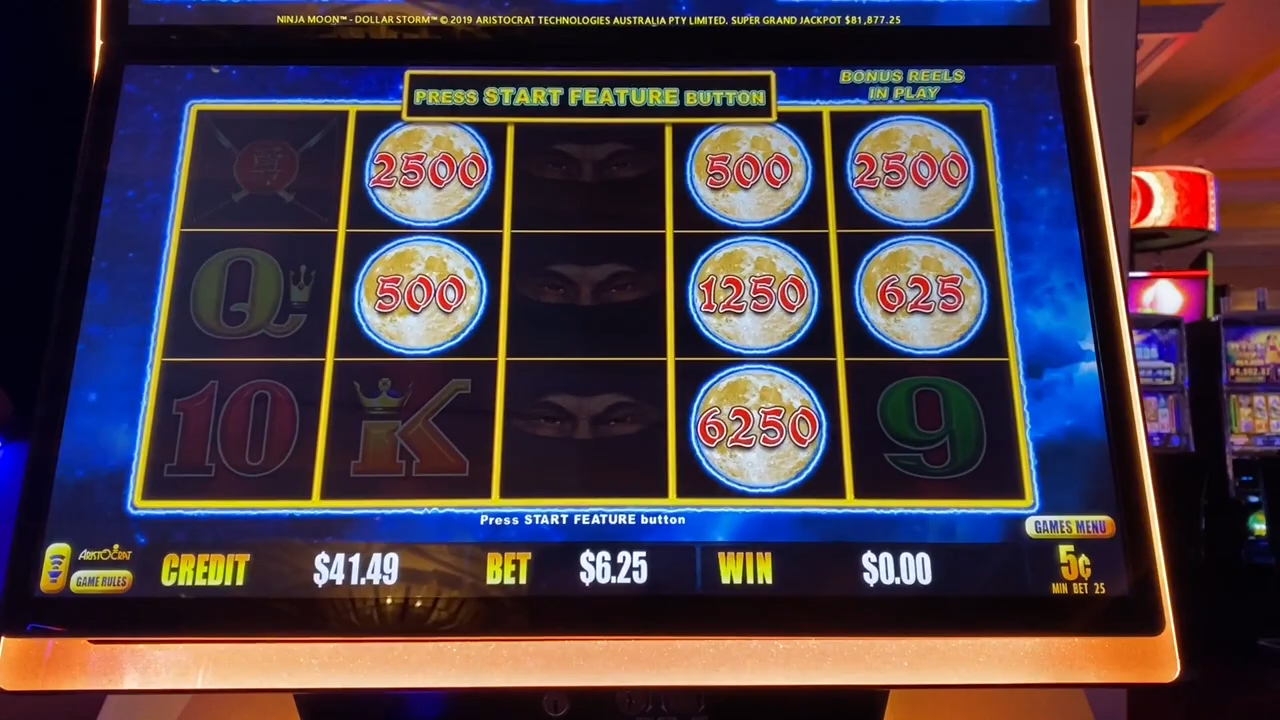 NINJA MOON™ - DOLLAR STORM™ © 2019 ARISTOCRAT TECHNOLOGIES AUSTRALIA PTY LIMITED. SUPER GRAND JACKPOT $81,877.25
PRESS START FEATURE BUTTON
BONUS REELS
IN PLAY
2500 500 2500
Q 500 1250 625
10 K 6250 9
Press START FEATURE button
GAMES MENU
ARISTOCRAT
GAME RULES
CREDIT $41.49 BET $6.25 WIN $0.00
5¢
MIN BET 25